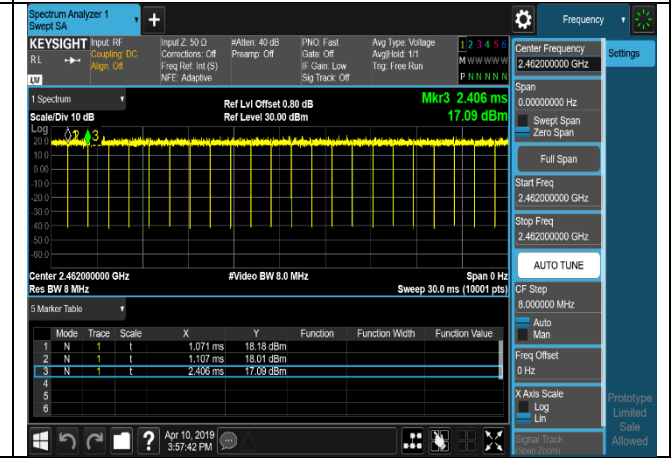 Spectrum Analyzer 1
Swept SA
Frequency
KEYSIGHT
RL
LXI
Input: RF
Coupling: DC
Align: Off
Input Z: 50 Ω
Corrections: Off
Freq Ref: Int (S)
NFE: Adaptive
#Atten: 40 dB
Preamp: Off
PNO: Fast
Gate: Off
IF Gain: Low
Sig Track: Off
Avg Type: Voltage
Avg|Hold: 1/1
Trig: Free Run
1 2 3 4 5 6
M W W W W W
P N N N N N
Center Frequency
2.462000000 GHz
Settings
Span
0.00000000 Hz
Swept Span
Zero Span
Full Span
Start Freq
2.462000000 GHz
Stop Freq
2.462000000 GHz
AUTO TUNE
CF Step
8.000000 MHz
Auto
Man
Freq Offset
0 Hz
X Axis Scale
Log
Lin
Signal Track
(Span Zoom)
Prototype
Limited
Sale
Allowed
1 Spectrum
Scale/Div 10 dB
Ref Lvl Offset 0.80 dB
Ref Level 30.00 dBm
Mkr3 2.406 ms
17.09 dBm
Log
20.0
10.0
0.00
-10.0
-20.0
-30.0
-40.0
-50.0
-60.0
2
3
Center 2.462000000 GHz
Res BW 8 MHz
#Video BW 8.0 MHz
Span 0 Hz
Sweep 30.0 ms (10001 pts)
5 Marker Table
Mode Trace Scale X Y Function Function Width Function Value
1 N 1 t 1.071 ms 18.18 dBm
2 N 1 t 1.107 ms 18.01 dBm
3 N 1 t 2.406 ms 17.09 dBm
4
5
6
?
Apr 10, 2019
3:57:42 PM